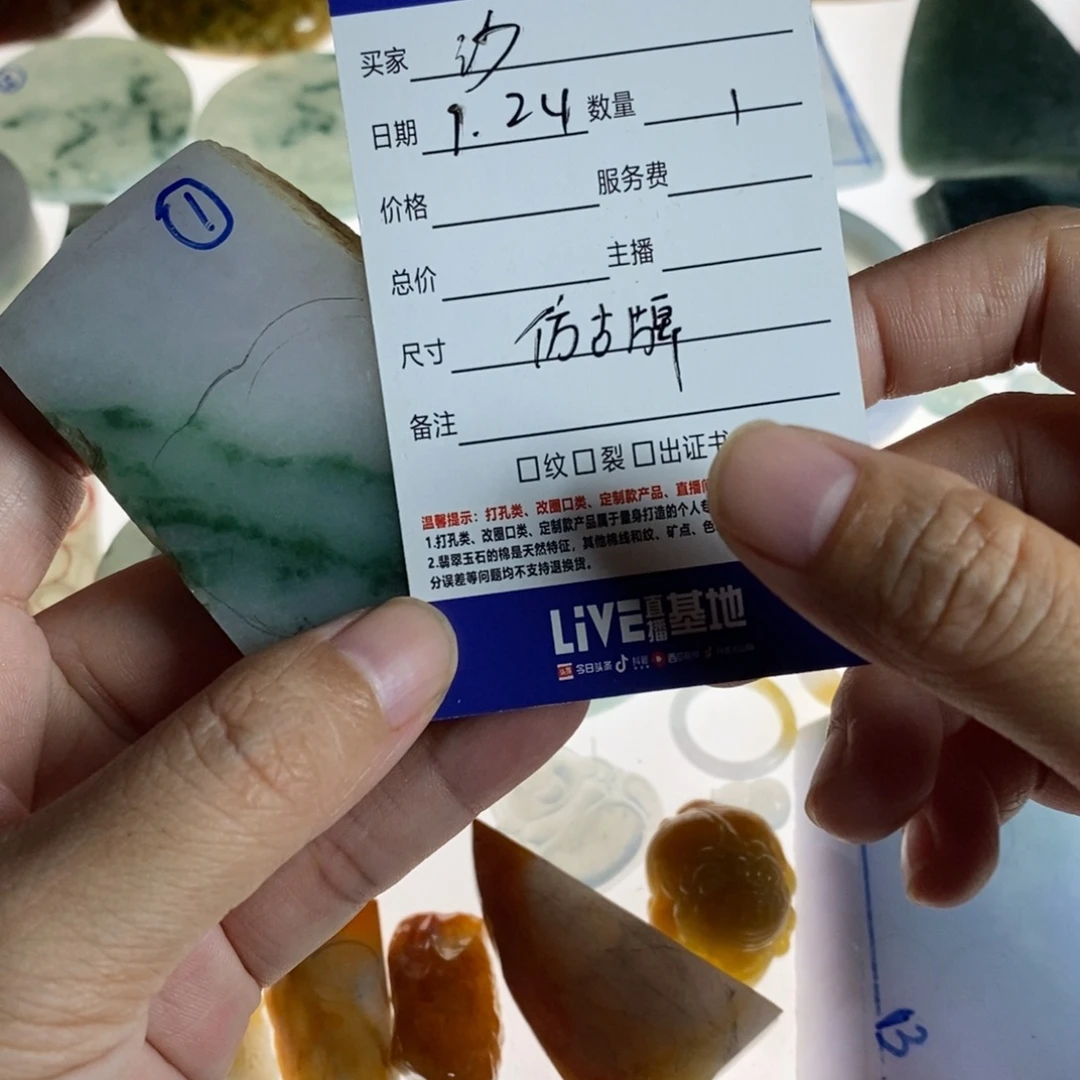 买家 沙
日期 1.24 数量 1
价格 服务费
总价 主播
尺寸 仿古牌
备注
口纹口裂口出证书
温馨提示：打孔类、改圈口类、定制款产品、直播间
1.打孔类、改圈口类、定制款产品属于量身打造的个人专
2.翡翠玉石的棉是天然特征，其他棉线和纹、矿点、色
分误差等问题均不支持退换货。
LiVE直播基地
今日头条 抖音
①
13